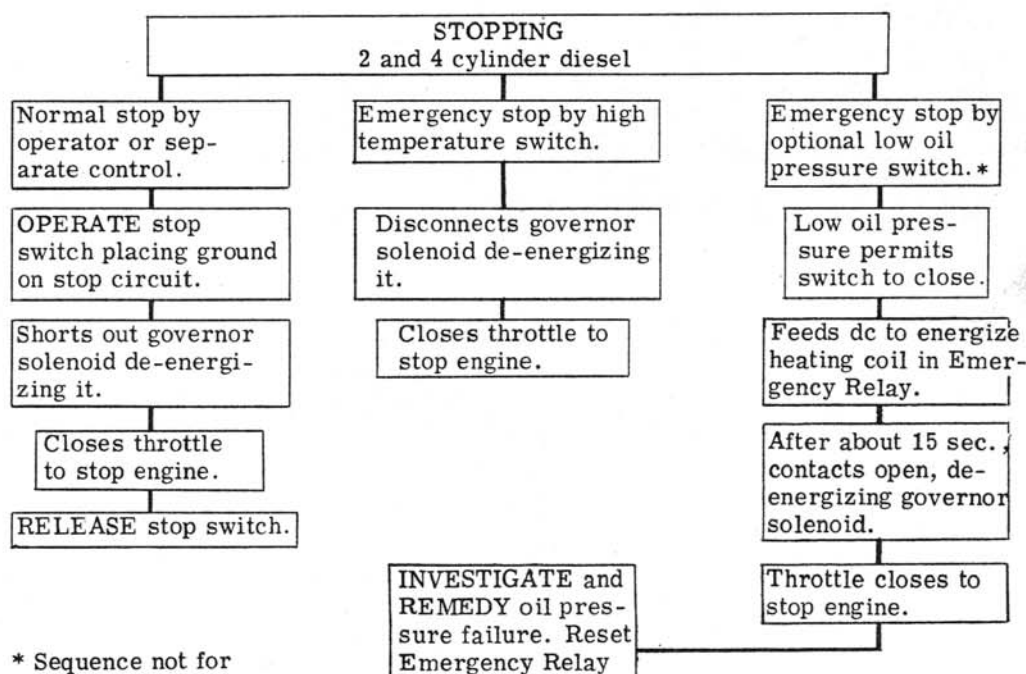 STOPPING
2 and 4 cylinder diesel
Normal stop by
operator or sep-
arate control.
OPERATE stop
switch placing ground
on stop circuit.
Shorts out governor
solenoid de-energi-
zing it.
Closes throttle
to stop engine.
RELEASE stop switch.
Emergency stop by high
temperature switch.
Disconnects governor
solenoid de-energizing
it.
Closes throttle to
stop engine.
Emergency stop by
optional low oil
pressure switch.*
Low oil pres-
sure permits
switch to close.
Feeds dc to energize
heating coil in Emer-
gency Relay.
After about 15 sec.,
contacts open, de-
energizing governor
solenoid.
Throttle closes to
stop engine.
INVESTIGATE and
REMEDY oil pres-
sure failure. Reset
Emergency Relay
* Sequence not for